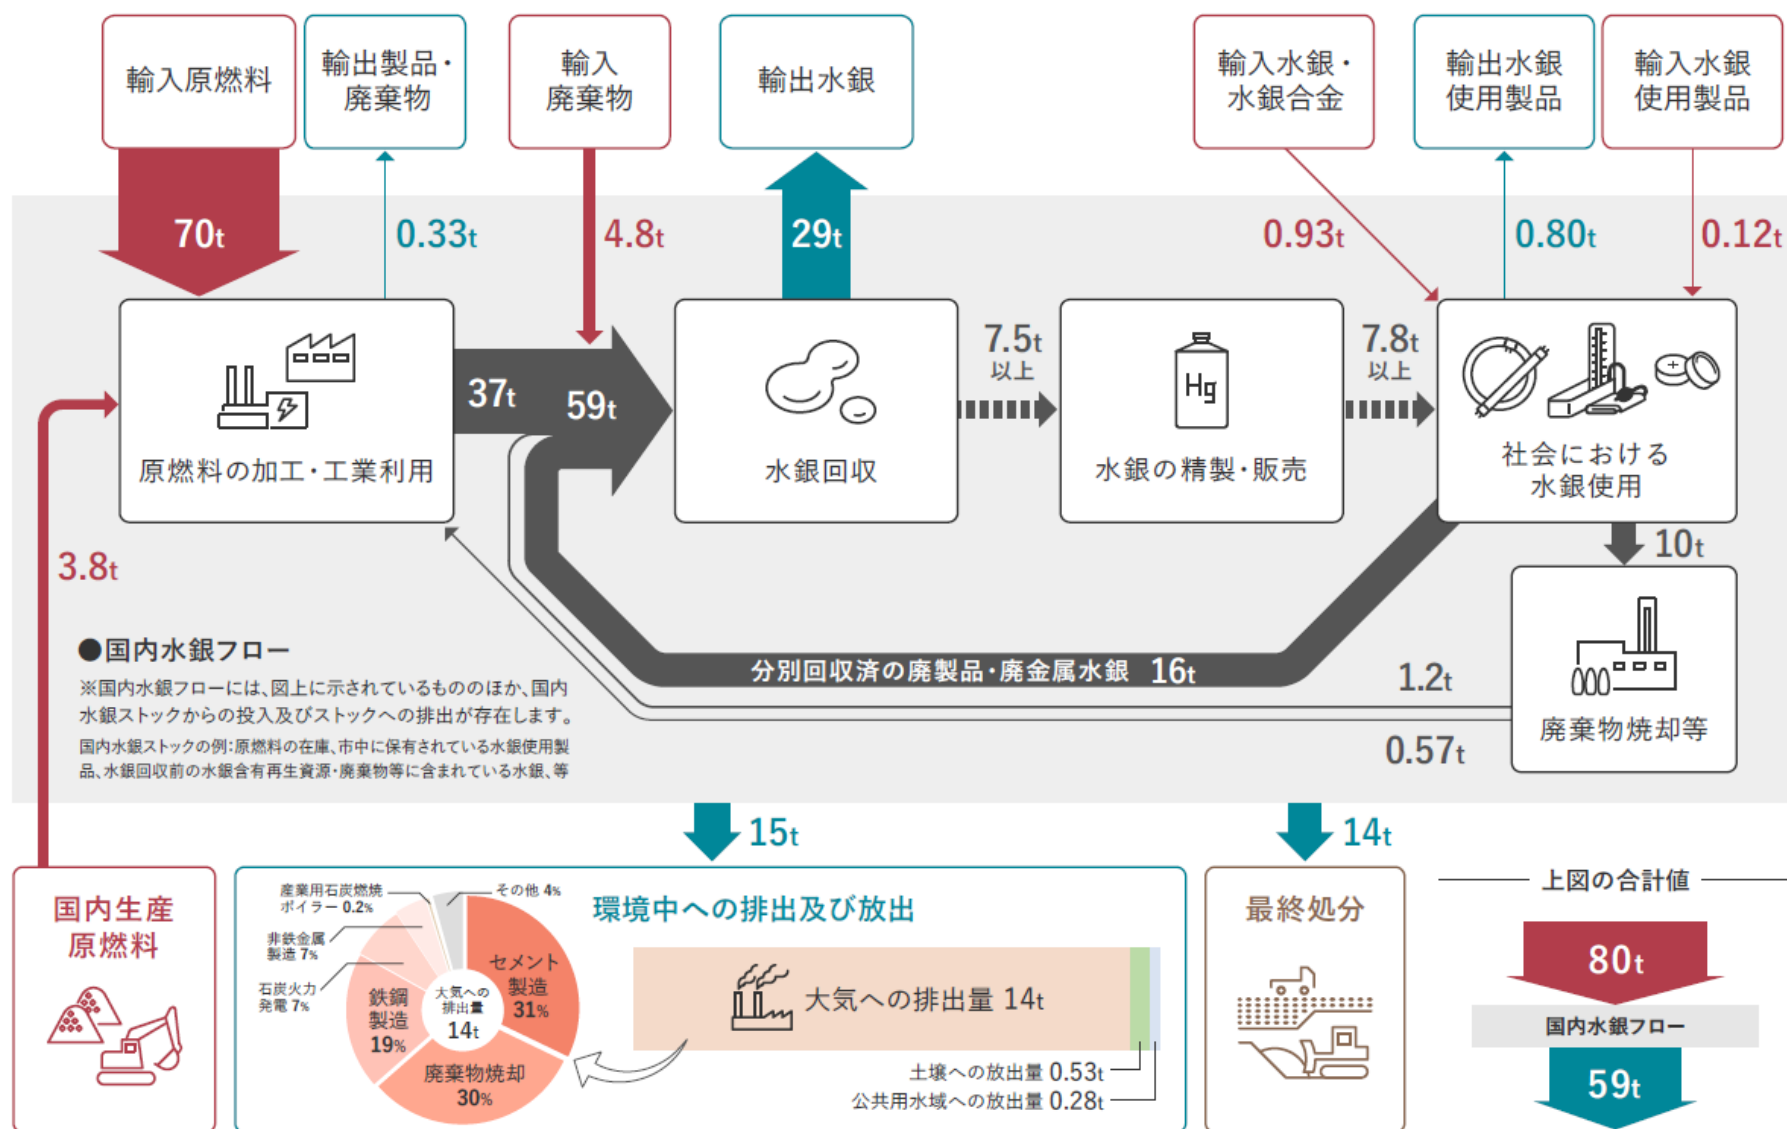 輸入原燃料
輸出製品・
廃棄物
輸入
廃棄物
輸出水銀
輸入水銀・
水銀合金
輸出水銀
使用製品
輸入水銀
使用製品
70t
0.33t
4.8t
29t
0.93t
0.80t
0.12t
原燃料の加工・工業利用
37t
59t
水銀回収
7.5t
以上
Hg
水銀の精製・販売
7.8t
以上
社会における
水銀使用
3.8t
10t
廃棄物焼却等
分別回収済の廃製品・廃金属水銀 16t
1.2t
0.57t
●国内水銀フロー
※国内水銀フローには、図上に示されているもののほか、国内
水銀ストックからの投入及びストックへの排出が存在します。
国内水銀ストックの例:原燃料の在庫、市中に保有されている水銀使用製
品、水銀回収前の水銀含有再生資源・廃棄物等に含まれている水銀、等
15t
14t
国内生産
原燃料
環境中への排出及び放出
産業用石炭燃焼
ボイラー 0.2%
その他 4%
非鉄金属
製造 7%
石炭火力
発電 7%
鉄鋼
製造
19%
大気への
排出量
14t
セメント
製造
31%
廃棄物焼却
30%
大気への排出量 14t
土壌への放出量 0.53t
公共用水域への放出量 0.28t
最終処分
上図の合計値
80t
国内水銀フロー
59t